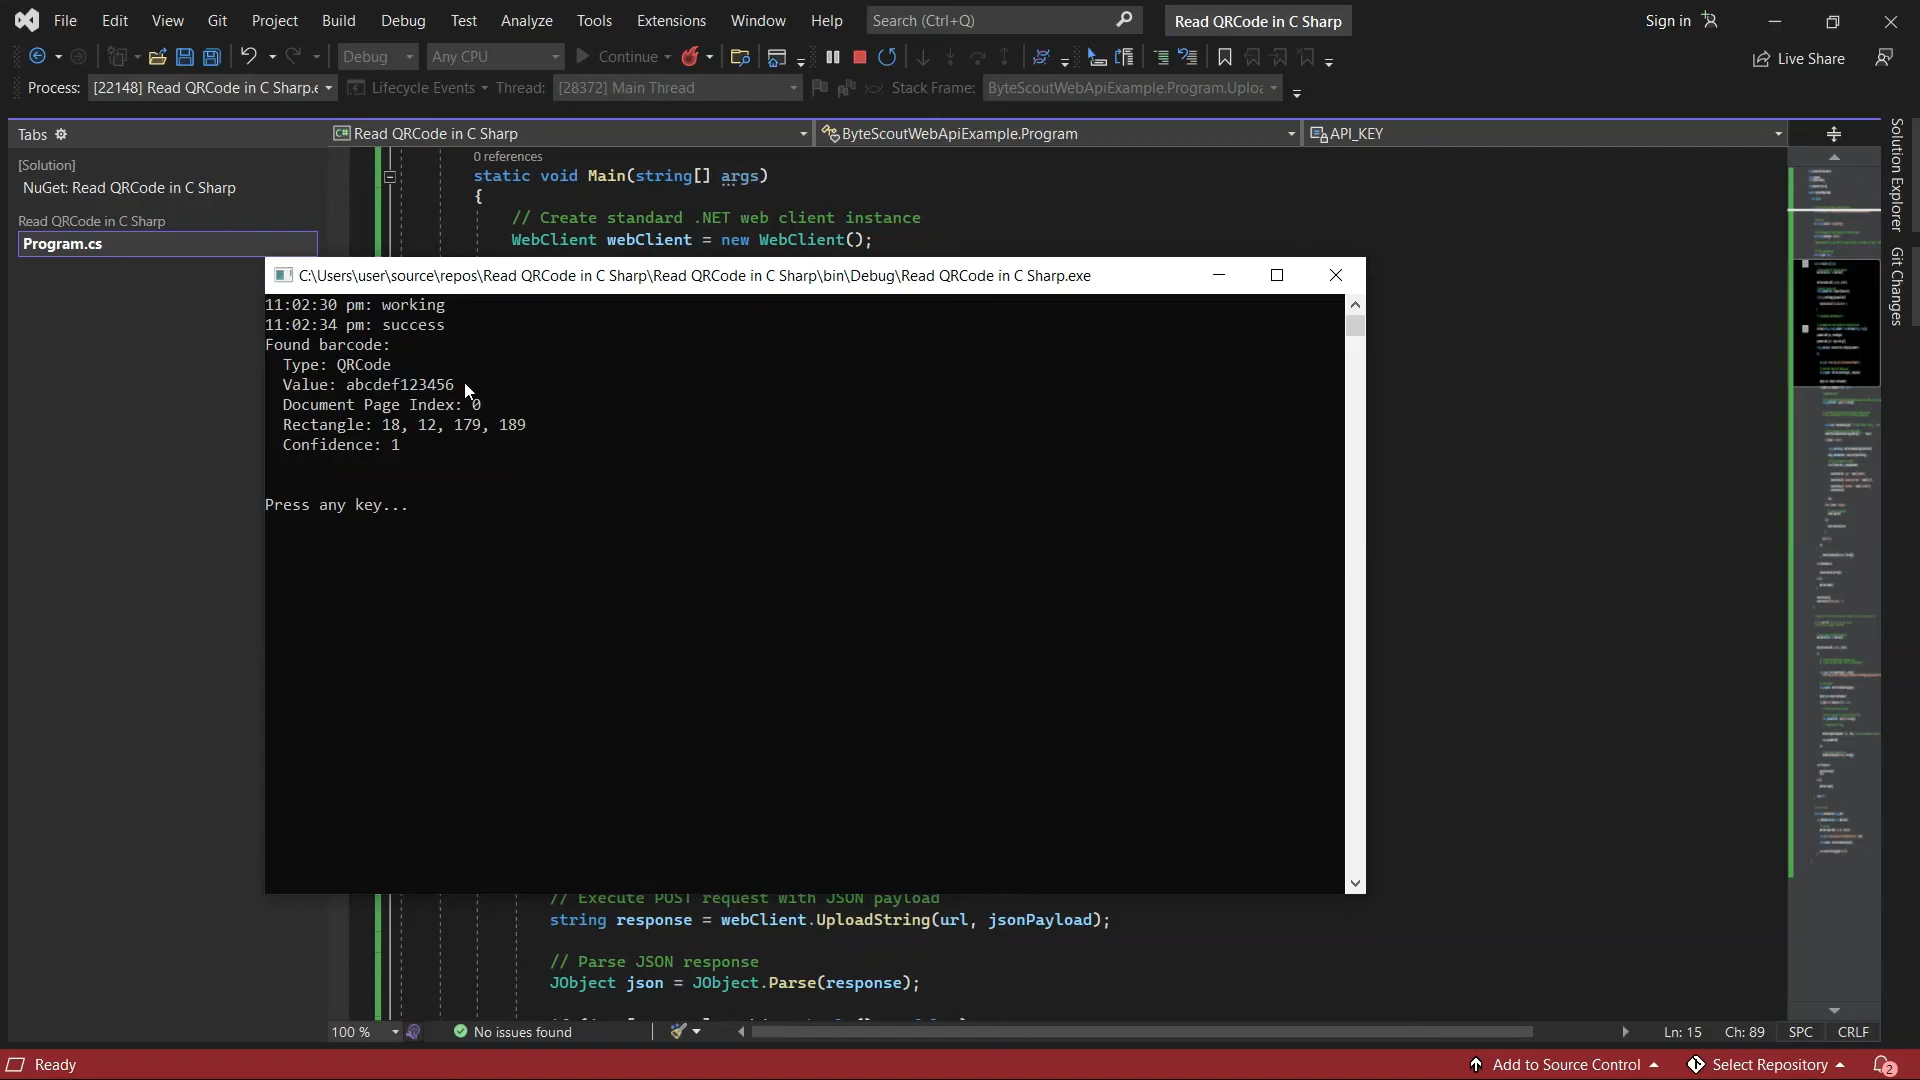 File Edit View Git Project Build Debug Test Analyze Tools Extensions Window Help Search (Ctrl+Q) Read QRCode in C Sharp Sign in
Debug Any CPU Continue Live Share
Process: [22148] Read QRCode in C Sharp.e Lifecycle Events Thread: [28372] Main Thread Stack Frame: ByteScoutWebApiExample.Program.Uploa
Tabs Read QRCode in C Sharp ByteScoutWebApiExample.Program API_KEY
[Solution]
NuGet: Read QRCode in C Sharp
Read QRCode in C Sharp
Program.cs
0 references
static void Main(string[] args)
{
// Create standard .NET web client instance
WebClient webClient = new WebClient();
C:\Users\user\source\repos\Read QRCode in C Sharp\Read QRCode in C Sharp\bin\Debug\Read QRCode in C Sharp.exe
11:02:30 pm: working
11:02:34 pm: success
Found barcode:
Type: QRCode
Value: abcdef123456
Document Page Index: 0
Rectangle: 18, 12, 179, 189
Confidence: 1
Press any key...
// Execute POST request with JSON payload
string response = webClient.UploadString(url, jsonPayload);
// Parse JSON response
JObject json = JObject.Parse(response);
100 % No issues found Ln: 15 Ch: 89 SPC CRLF
Ready Add to Source Control Select Repository 2
Solution Explorer
Git Changes